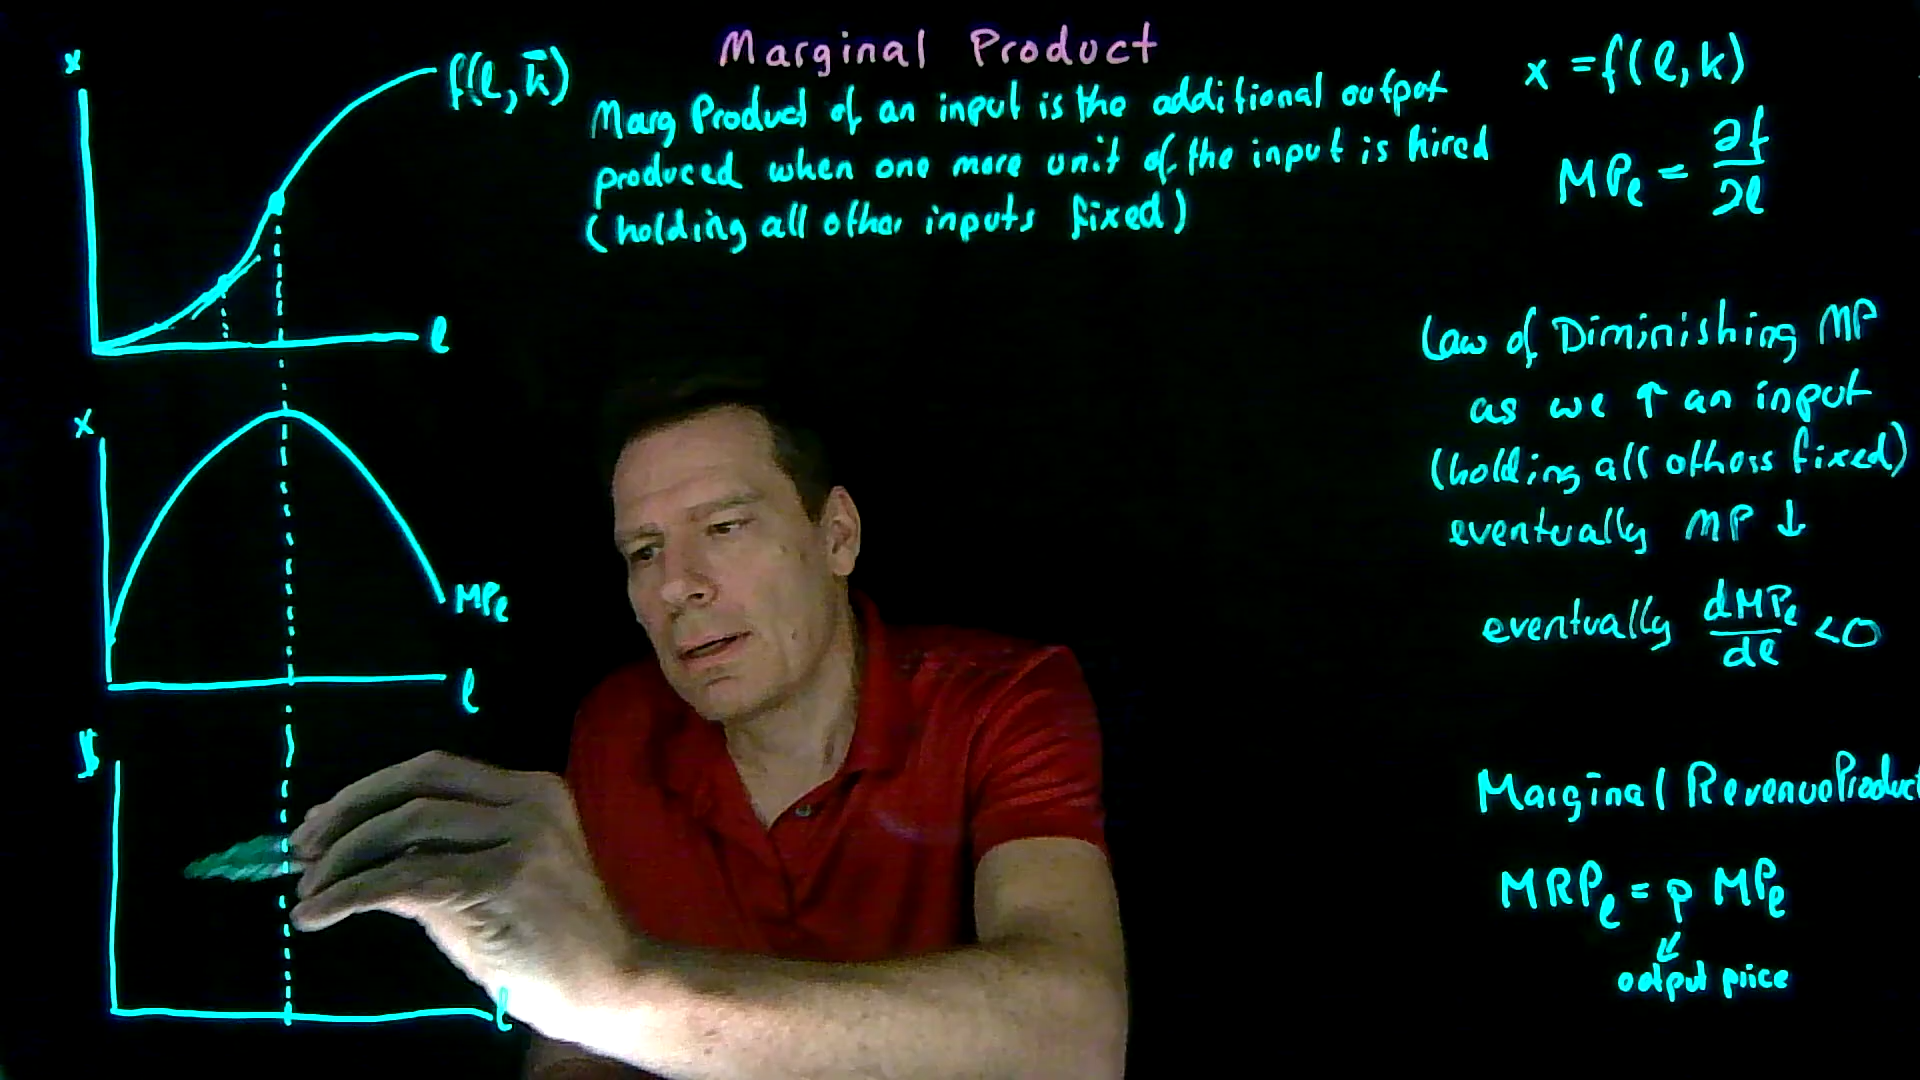 Marginal Product
Marg Product of an input is the additional output
produced when one more unit of the input is hired
(holding all other inputs fixed)
x
f(l, k̄)
l
x
MPₗ
l
$
l
x = f(l, k)
MPₗ = ∂f/∂l
Law of Diminishing MP
as we ↑ an input
(holding all others fixed)
eventually MP ↓
eventually dMPₗ/dl <0
Marginal Revenue Product
MRPₗ = p MPₗ
output price